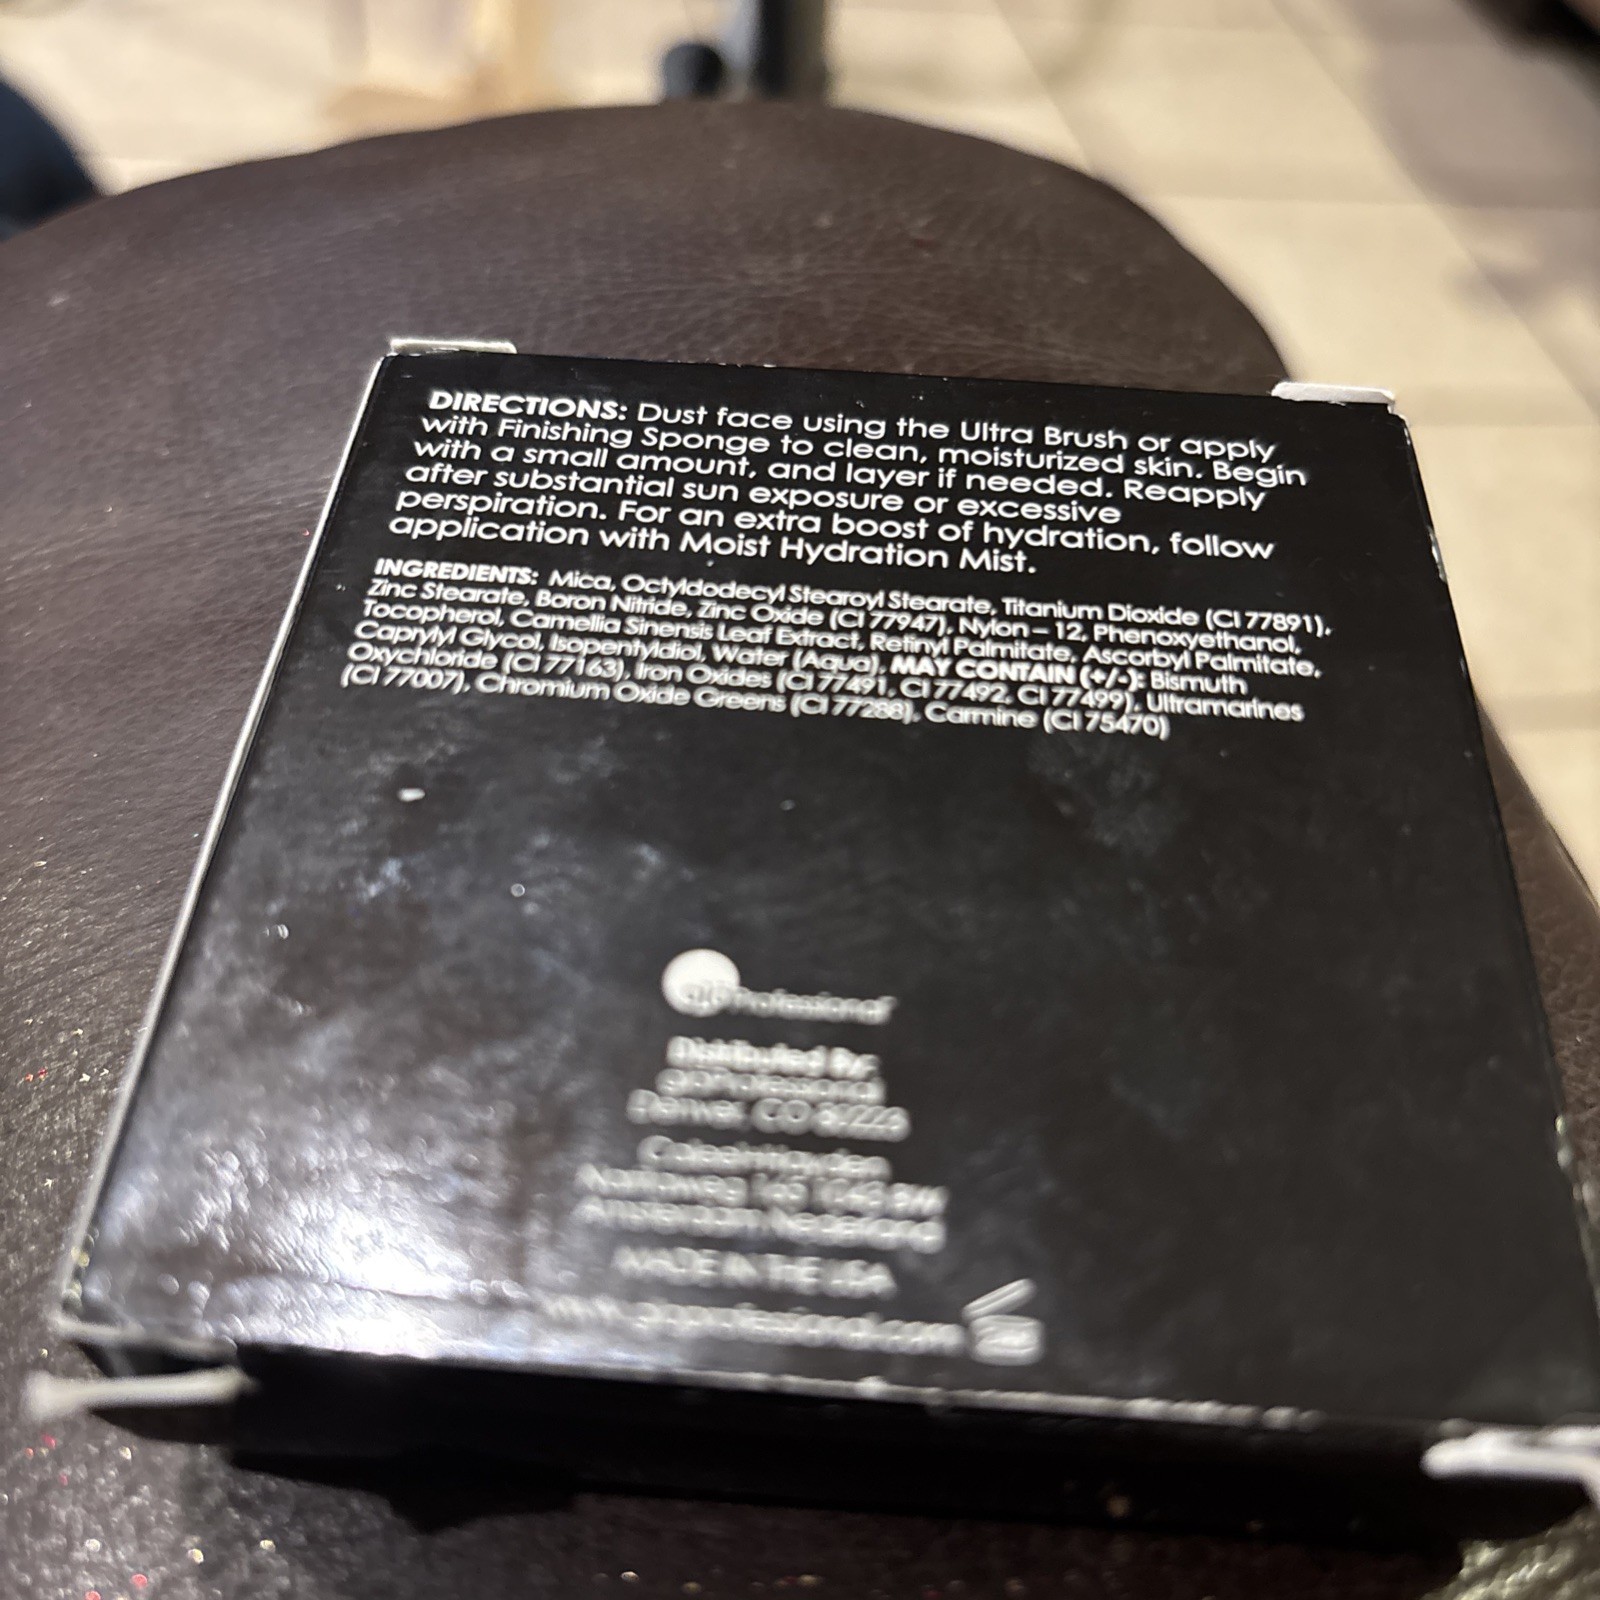 DIRECTIONS: Dust face using the Ultra Brush or apply
with Finishing Sponge to clean, moisturized skin. Begin
with a small amount, and layer if needed. Reapply
after substantial sun exposure or excessive
perspiration. For an extra boost of hydration, follow
application with Moist Hydration Mist.
INGREDIENTS: Mica, Octyldodecyl Stearoyl Stearate, Titanium Dioxide (CI 77891),
Zinc Stearate, Boron Nitride, Zinc Oxide (CI 77947), Nylon – 12, Phenoxyethanol,
Tocopherol, Camellia Sinensis Leaf Extract, Retinyl Palmitate, Ascorbyl Palmitate,
Caprylyl Glycol, Isopentyldiol, Water (Aqua), MAY CONTAIN (+/-): Bismuth
Oxychloride (CI 77163), Iron Oxides (CI 77491, CI 77492, CI 77499), Ultramarines
(CI 77007), Chromium Oxide Greens (CI 77288), Carmine (CI 75470)
Professional
Distributed By:
gloProfessional
Denver, CO
Amsterdam Nederland
MADE IN THE USA
www.gloprofessional.com